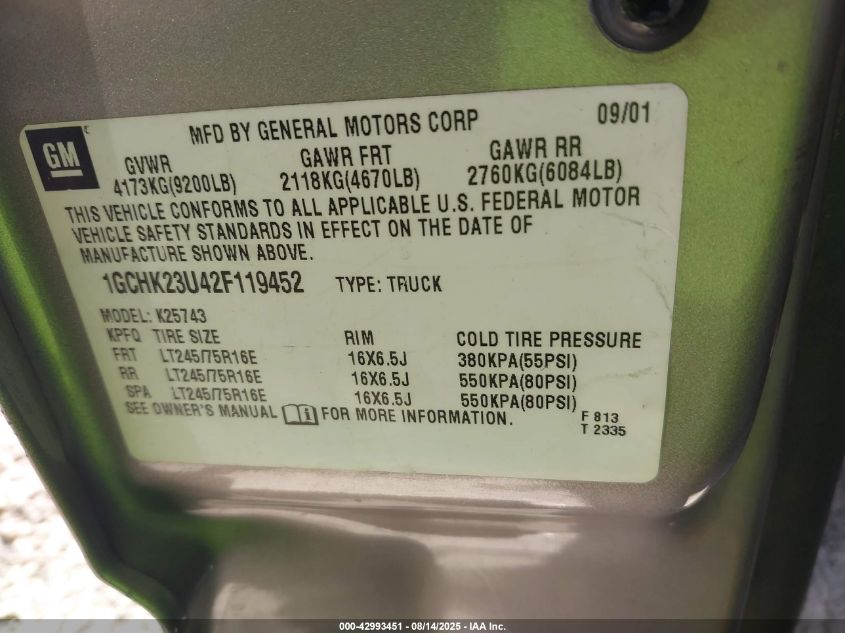 GM
MFD BY GENERAL MOTORS CORP 09/01
GVWR GAWR FRT GAWR RR
4173KG(9200LB) 2118KG(4670LB) 2760KG(6084LB)
THIS VEHICLE CONFORMS TO ALL APPLICABLE U.S. FEDERAL MOTOR
VEHICLE SAFETY STANDARDS IN EFFECT ON THE DATE OF
MANUFACTURE SHOWN ABOVE.
1GCHK23U42F119452 TYPE: TRUCK
MODEL: K25743
KPFQ TIRE SIZE RIM COLD TIRE PRESSURE
FRT LT245/75R16E 16X6.5J 380KPA(55PSI)
RR LT245/75R16E 16X6.5J 550KPA(80PSI)
SPA LT245/75R16E 16X6.5J 550KPA(80PSI)
SEE OWNER'S MANUAL FOR MORE INFORMATION.
F 813
T 2335
000-42993451 - 08/14/2025 - IAA Inc.